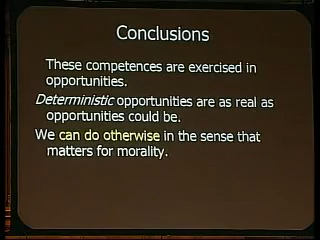 Conclusions
These competences are exercised in
opportunities.
Deterministic opportunities are as real as
opportunities could be.
We can do otherwise in the sense that
matters for morality.